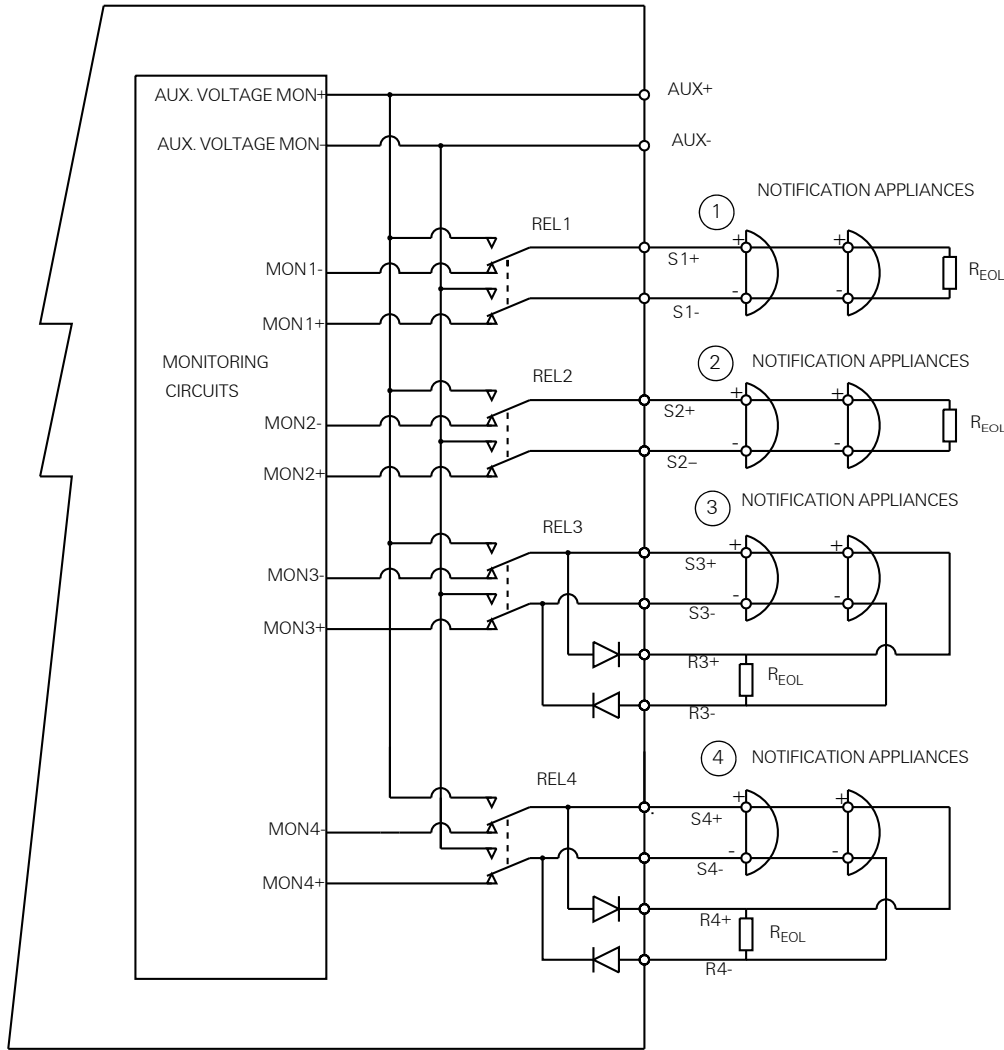 AUX. VOLTAGE MON+
AUX+
AUX. VOLTAGE MON-
AUX-
NOTIFICATION APPLIANCES
1
REL1
+
+
S1+
MON1-
REOL
-
-
S1-
MON1+
MONITORING
CIRCUITS
2
NOTIFICATION APPLIANCES
REL2
+
+
S2+
MON2-
REOL
-
-
S2–
MON2+
3
NOTIFICATION APPLIANCES
REL3
+
+
S3+
MON3-
-
-
S3-
MON3+
R3+
REOL
R3-
4
NOTIFICATION APPLIANCES
REL4
+
+
S4+
MON4-
-
-
S4-
MON4+
R4+
REOL
R4-